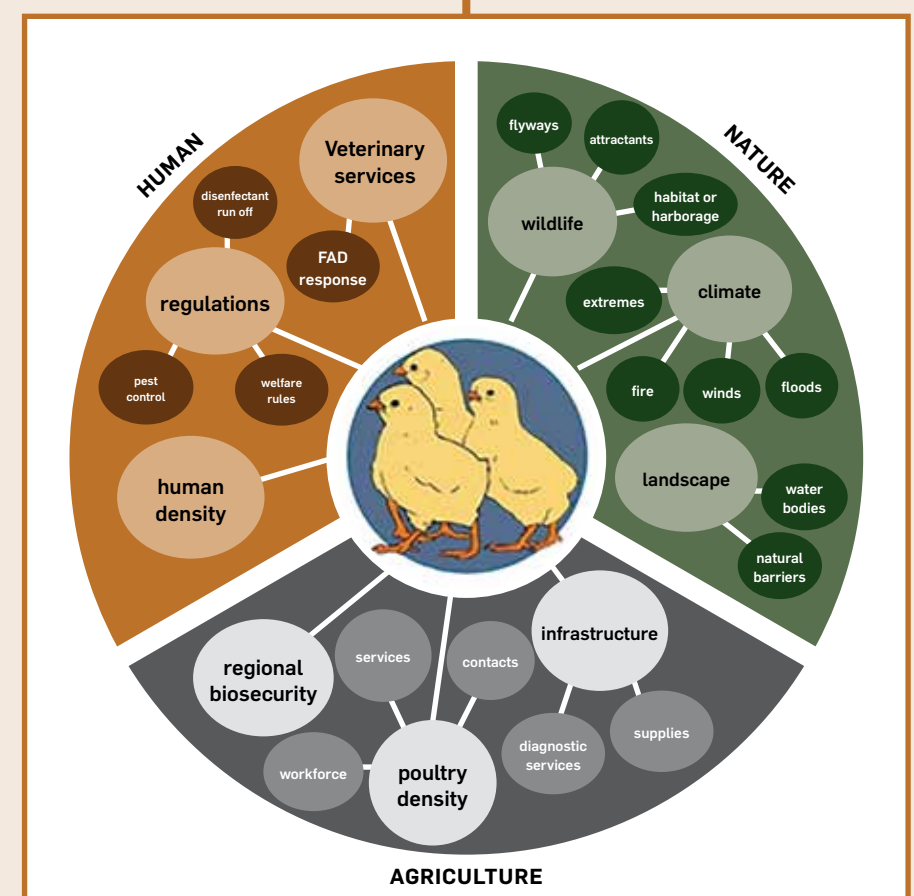 HUMAN
Veterinary
services
disenfectant
run off
FAD
response
regulations
pest
control
welfare
rules
human
density
NATURE
flyways
attractants
habitat or
harborage
wildlife
extremes
climate
fire
winds
floods
landscape
water
bodies
natural
barriers
infrastructure
services
contacts
regional
biosecurity
supplies
diagnostic
services
workforce
poultry
density
AGRICULTURE